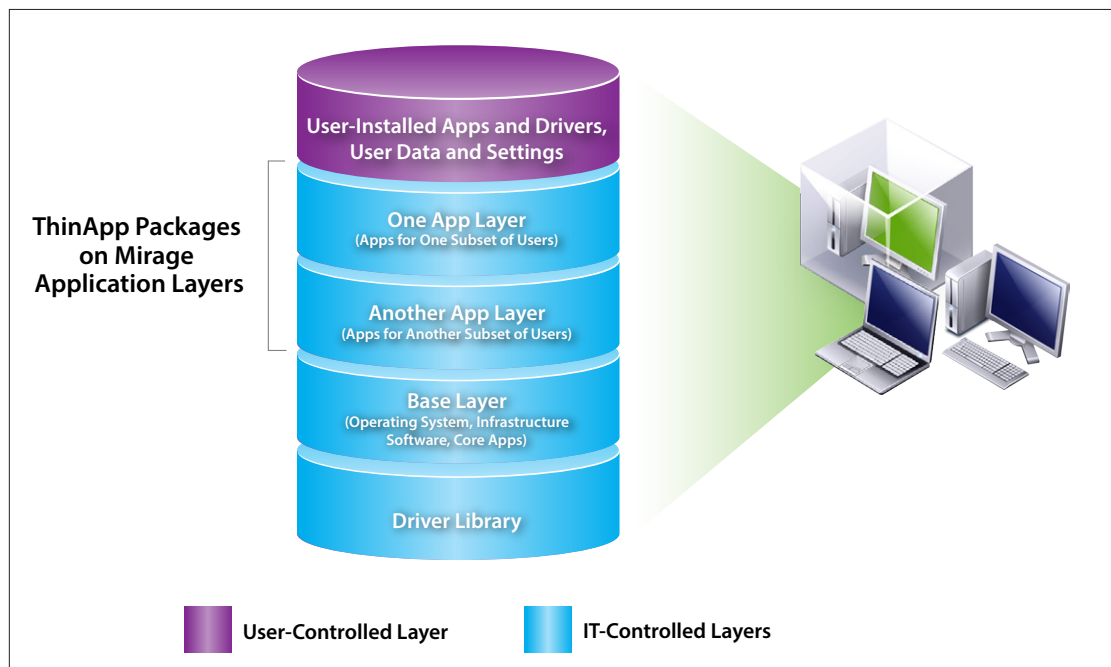 User-Installed Apps and Drivers,
User Data and Settings
ThinApp Packages
on Mirage
Application Layers
One App Layer
(Apps for One Subset of Users)
Another App Layer
(Apps for Another Subset of Users)
Base Layer
(Operating System, Infrastructure
Software, Core Apps)
Driver Library
User-Controlled Layer
IT-Controlled Layers